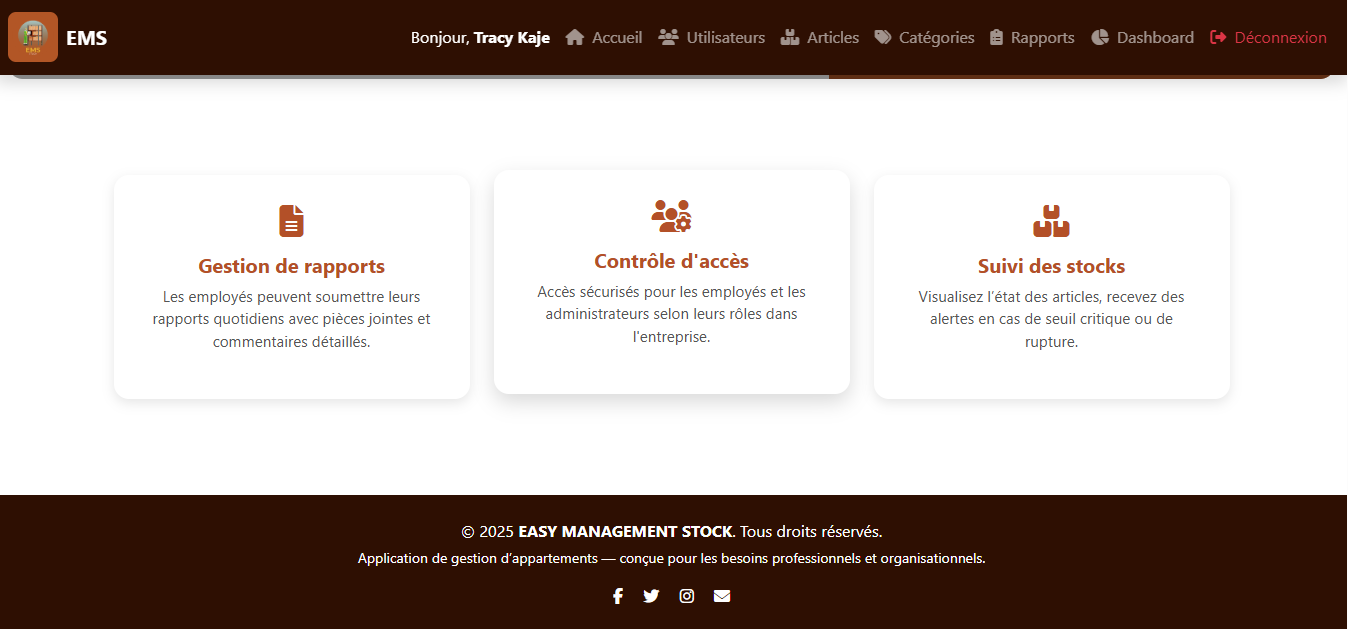 EMS
EMS
Bonjour, Tracy Kaje
Accueil
Utilisateurs
Articles
Catégories
Rapports
Dashboard
Déconnexion
Gestion de rapports
Les employés peuvent soumettre leurs
rapports quotidiens avec pièces jointes et
commentaires détaillés.
Contrôle d'accès
Accès sécurisés pour les employés et les
administrateurs selon leurs rôles dans
l'entreprise.
Suivi des stocks
Visualisez l’état des articles, recevez des
alertes en cas de seuil critique ou de
rupture.
© 2025 EASY MANAGEMENT STOCK. Tous droits réservés.
Application de gestion d’appartements — conçue pour les besoins professionnels et organisationnels.